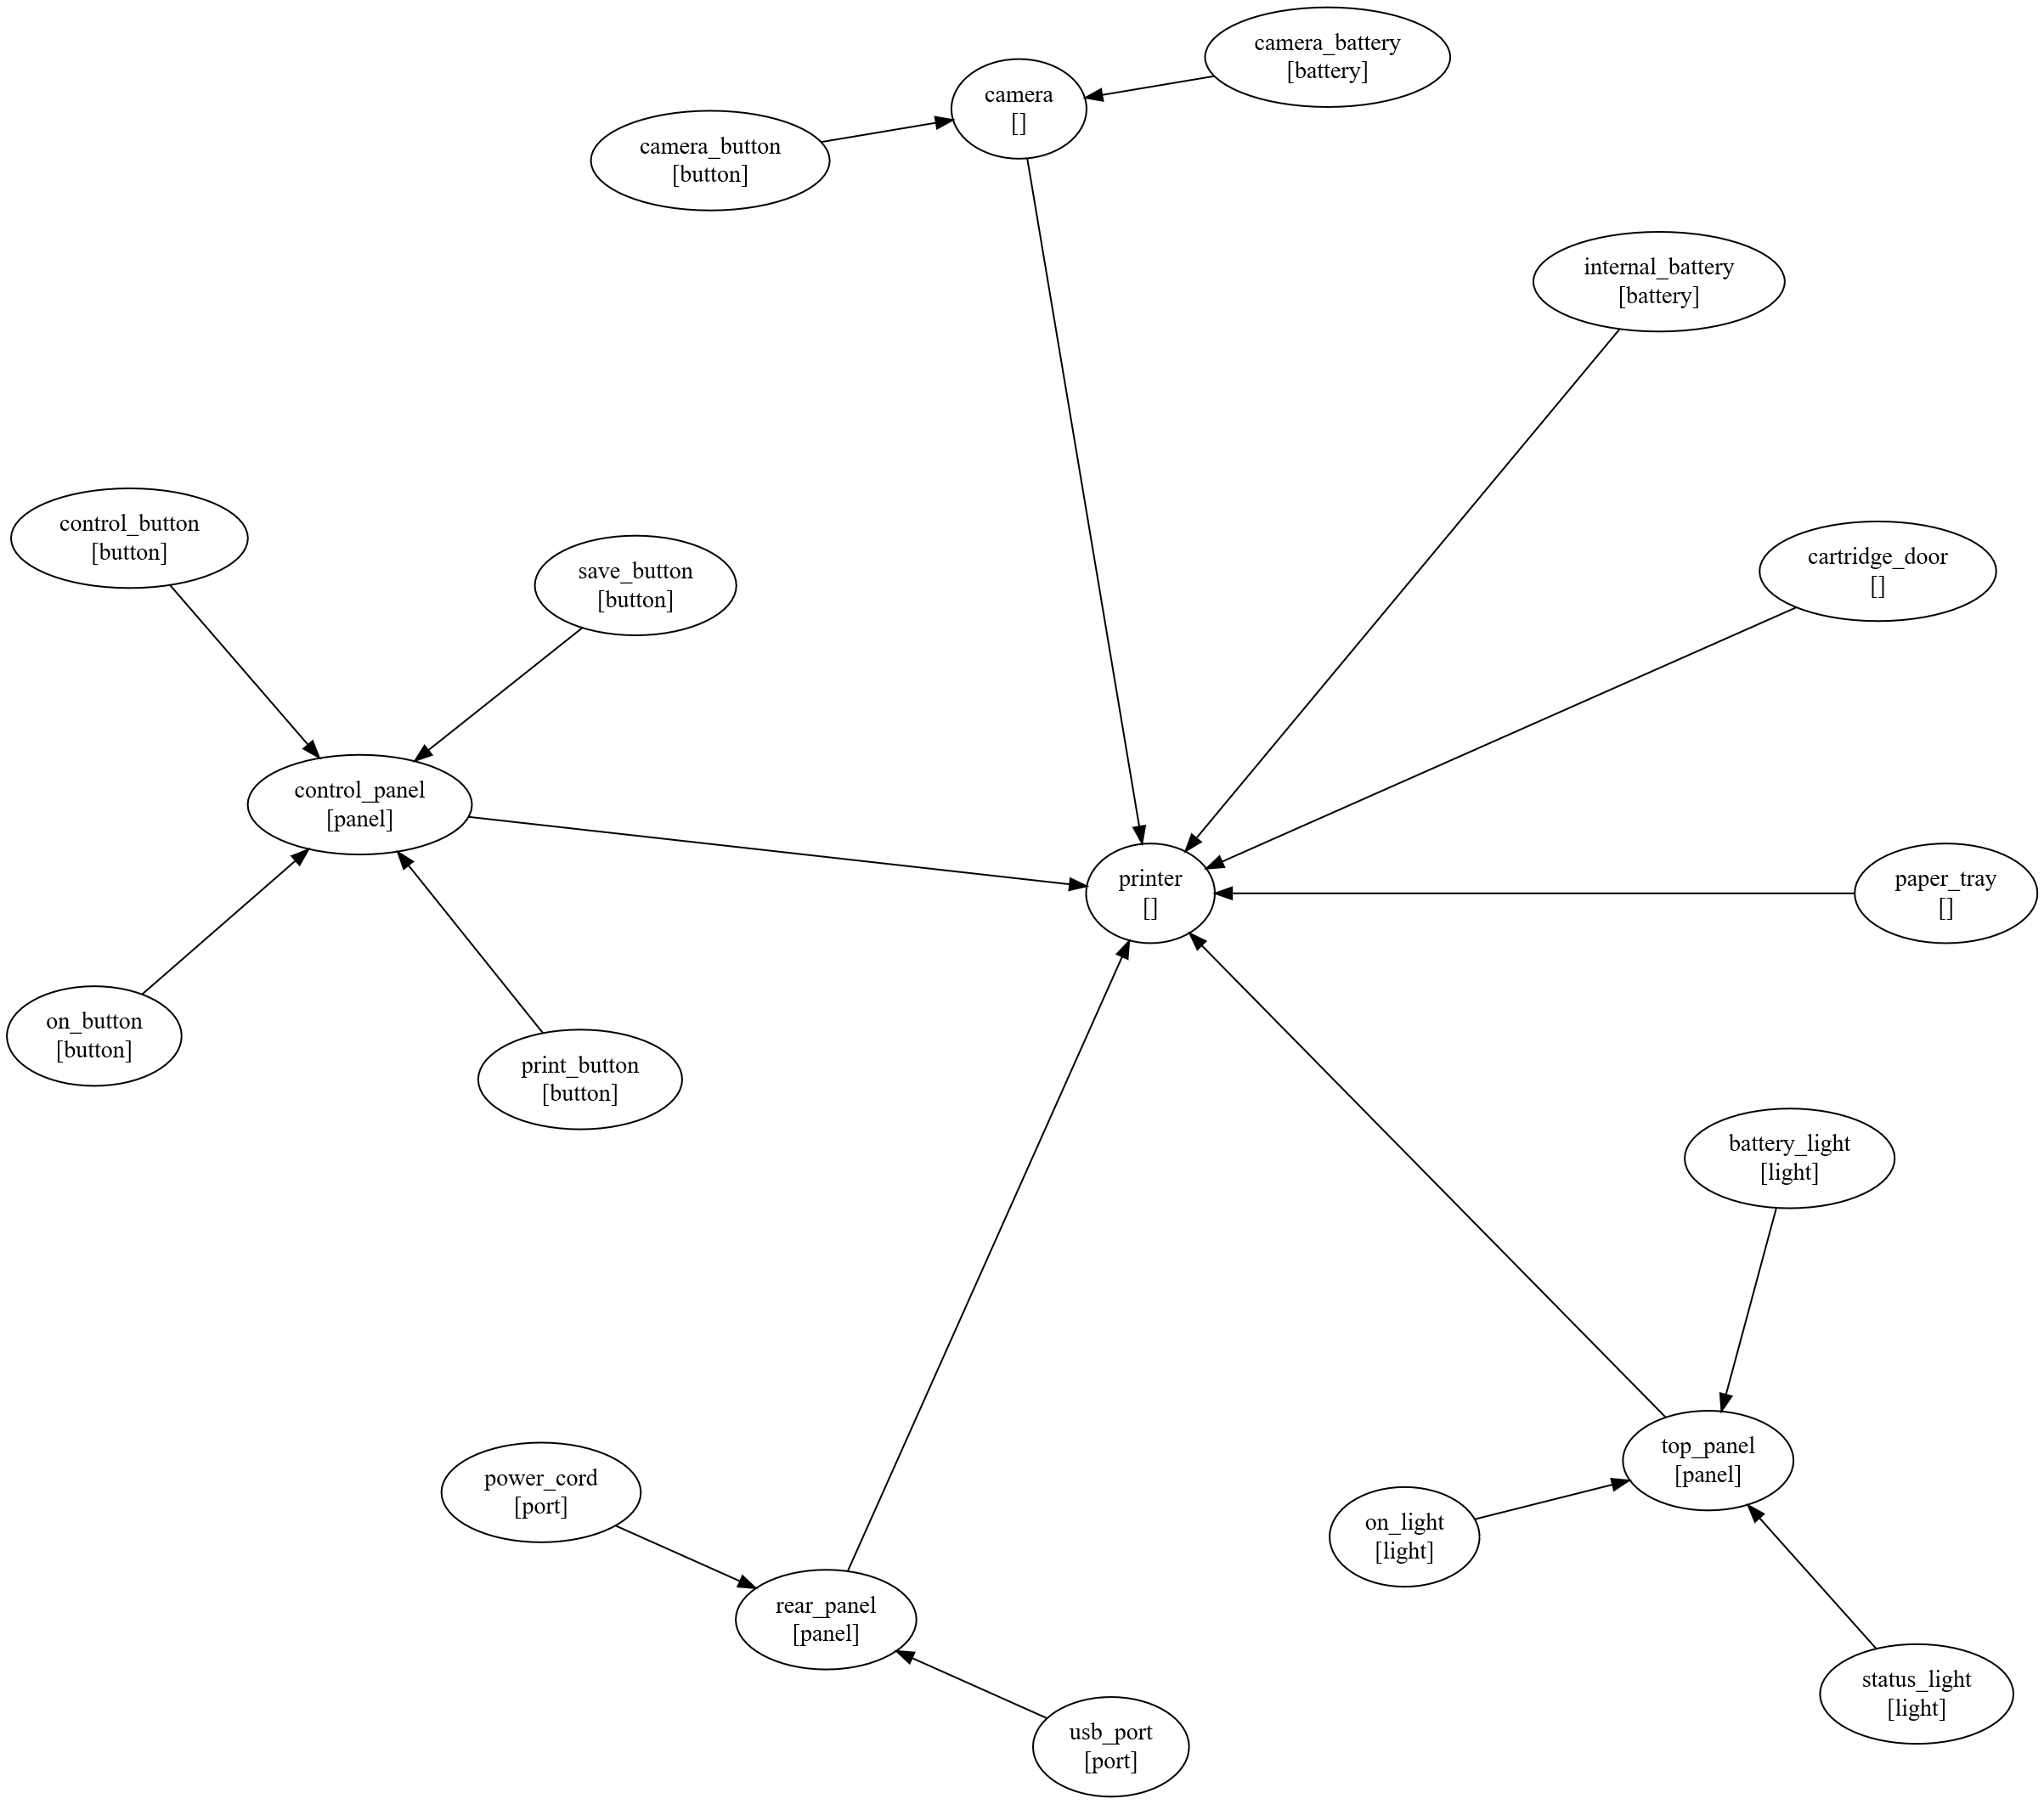 camera_battery
[battery]
camera
[]
camera_button
[button]
internal_battery
[battery]
control_button
[button]
save_button
[button]
cartridge_door
[]
control_panel
[panel]
printer
[]
paper_tray
[]
on_button
[button]
print_button
[button]
battery_light
[light]
top_panel
[panel]
power_cord
[port]
on_light
[light]
rear_panel
[panel]
status_light
[light]
usb_port
[port]